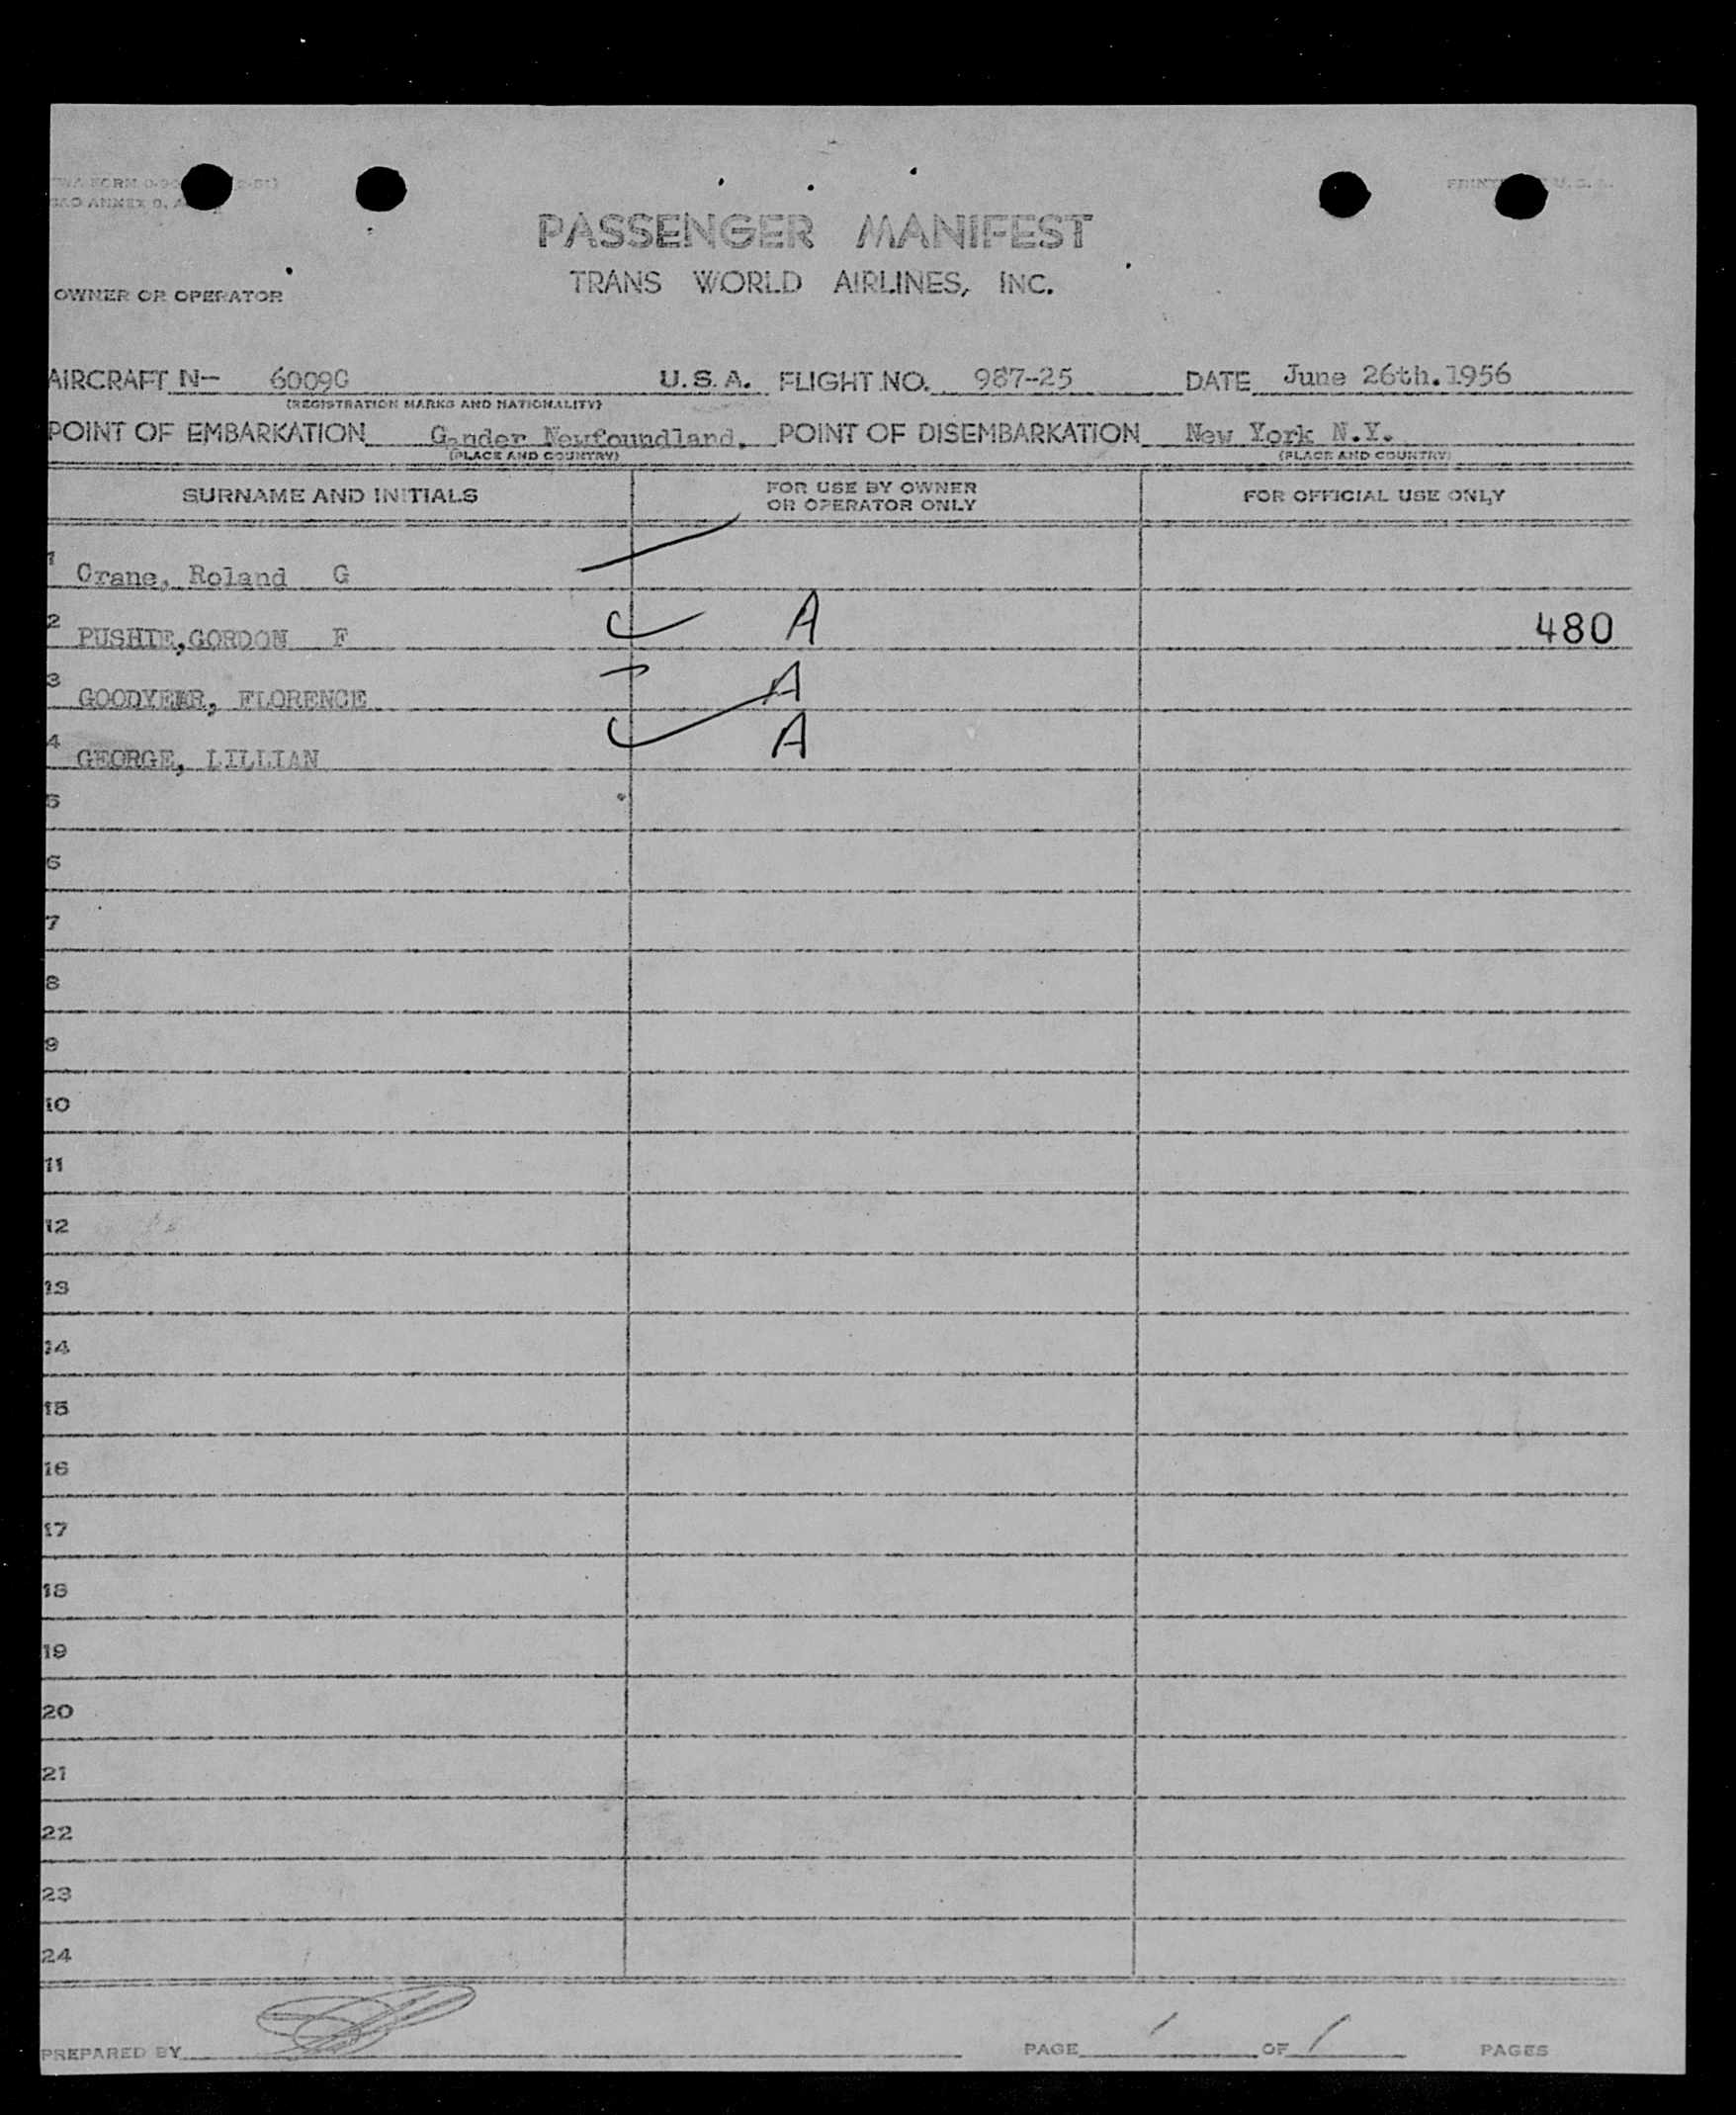 PASSENGER MANIFEST
TRANS WORLD AIRLINES, INC.
OWNER OR OPERATOR
AIRCRAFT N- 6009C U.S.A. FLIGHT NO. 987-25 DATE June 26th.1956
(REGISTRATION MARKS AND NATIONALITY)
POINT OF EMBARKATION Gander Newfoundland. POINT OF DISEMBARKATION New York N.Y.
(PLACE AND COUNTRY) (PLACE AND COUNTRY)
SURNAME AND INITIALS FOR USE BY OWNER OR OPERATOR ONLY FOR OFFICIAL USE ONLY
1 Crane, Roland G
2 PUSHIE,GORDON F A 480
3 GOODYEAR, FLORENCE A
4 GEORGE, LILLIAN A
5
6
7
8
9
10
11
12
13
14
15
16
17
18
19
20
21
22
23
24
PREPARED BY PAGE 1 OF 1 PAGES